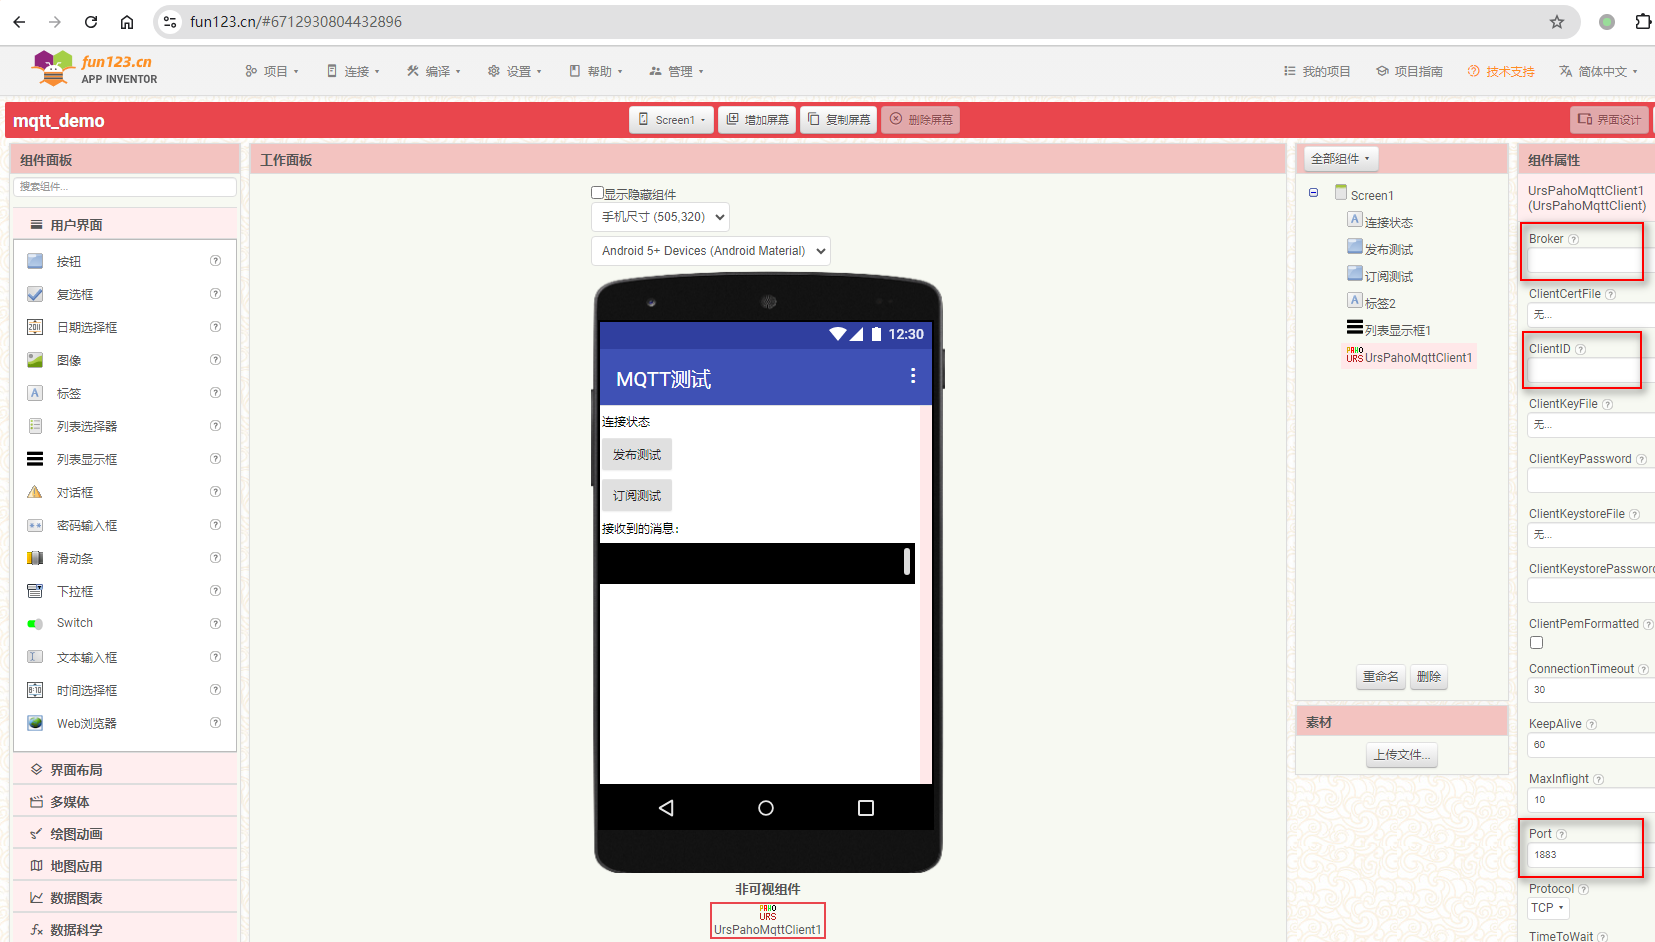 fun123.cn/#6712930804432896
fun123.cn
APP INVENTOR
项目
连接
编译
设置
帮助
管理
我的项目
项目指南
技术支持
简体中文
mqtt_demo
Screen1
增加屏幕
复制屏幕
删除屏幕
界面设计
组件面板
搜索组件...
用户界面
按钮
复选框
日期选择框
图像
标签
列表选择器
列表显示框
对话框
密码输入框
滑动条
下拉框
Switch
文本输入框
时间选择框
Web浏览器
界面布局
多媒体
绘图动画
地图应用
数据图表
数据科学
工作面板
显示隐藏组件
手机尺寸 (505,320)
Android 5+ Devices (Android Material)
12:30
MQTT测试
连接状态
发布测试
订阅测试
接收到的消息:
非可视组件
PAHO
URS
UrsPahoMqttClient1
全部组件
Screen1
连接状态
发布测试
订阅测试
标签2
列表显示框1
PAHO
URS
UrsPahoMqttClient1
重命名
删除
素材
上传文件...
组件属性
UrsPahoMqttClient1
(UrsPahoMqttClient)
Broker
ClientCertFile
无...
ClientID
ClientKeyFile
无...
ClientKeyPassword
ClientKeystoreFile
无...
ClientKeystorePassword
ClientPemFormatted
ConnectionTimeout
30
KeepAlive
60
MaxInflight
10
Port
1883
Protocol
TCP
TimeToWait